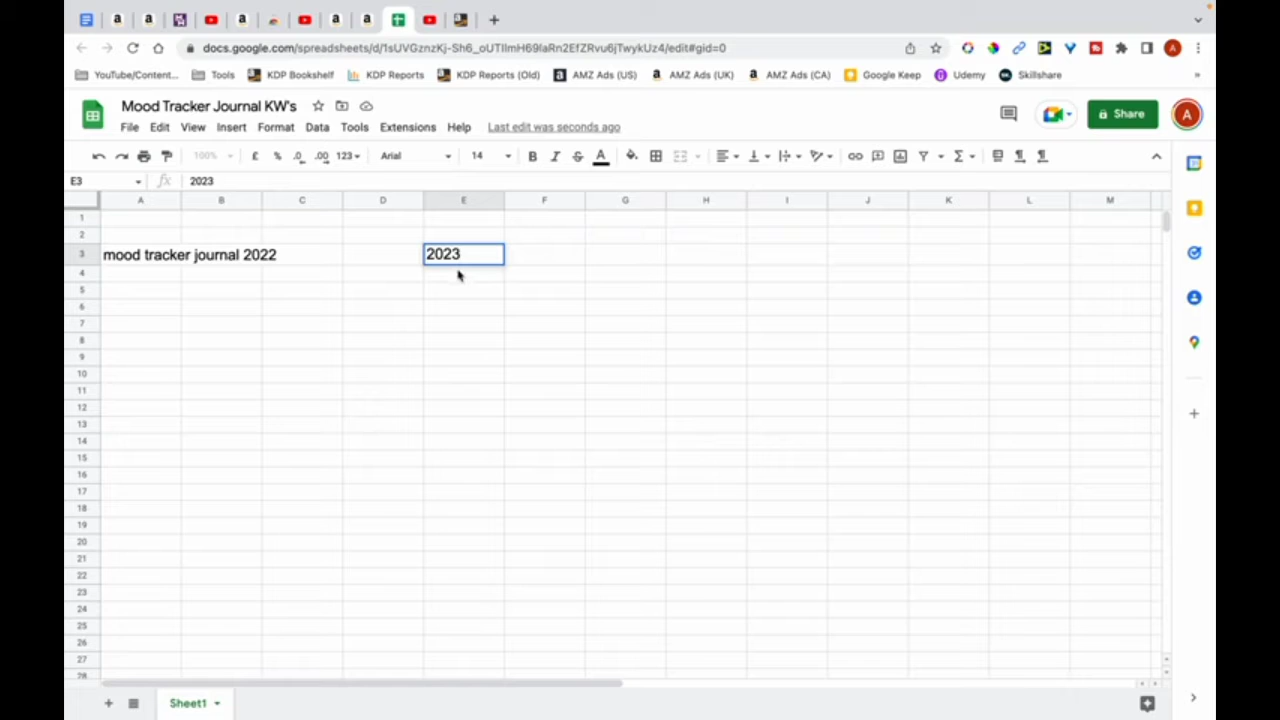 docs.google.com/spreadsheets/d/1sUVGznzKj-Sh6_oUTIImH69IaRn2EfZRvu6jTwykUz4/edit#gid=0
YouTube/Content... Tools KDP Bookshelf KDP Reports KDP Reports (Old) AMZ Ads (US) AMZ Ads (UK) AMZ Ads (CA) Google Keep Udemy Skillshare »
Mood Tracker Journal KW's
File Edit View Insert Format Data Tools Extensions Help Last edit was seconds ago
Share
A
100% £ % .0 .00 123 Arial 14 B I S A
E3 fx 2023
A B C D E F G H I J K L M
1
2
3 mood tracker journal 2022 2023
4
5
6
7
8
9
10
11
12
13
14
15
16
17
18
19
20
21
22
23
24
25
26
27
28
Sheet1